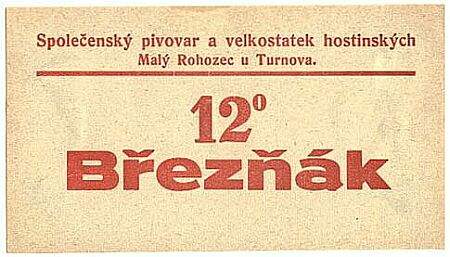 Společenský pivovar a velkostatek hostinských
Malý Rohozec u Turnova.
12°
Březňák